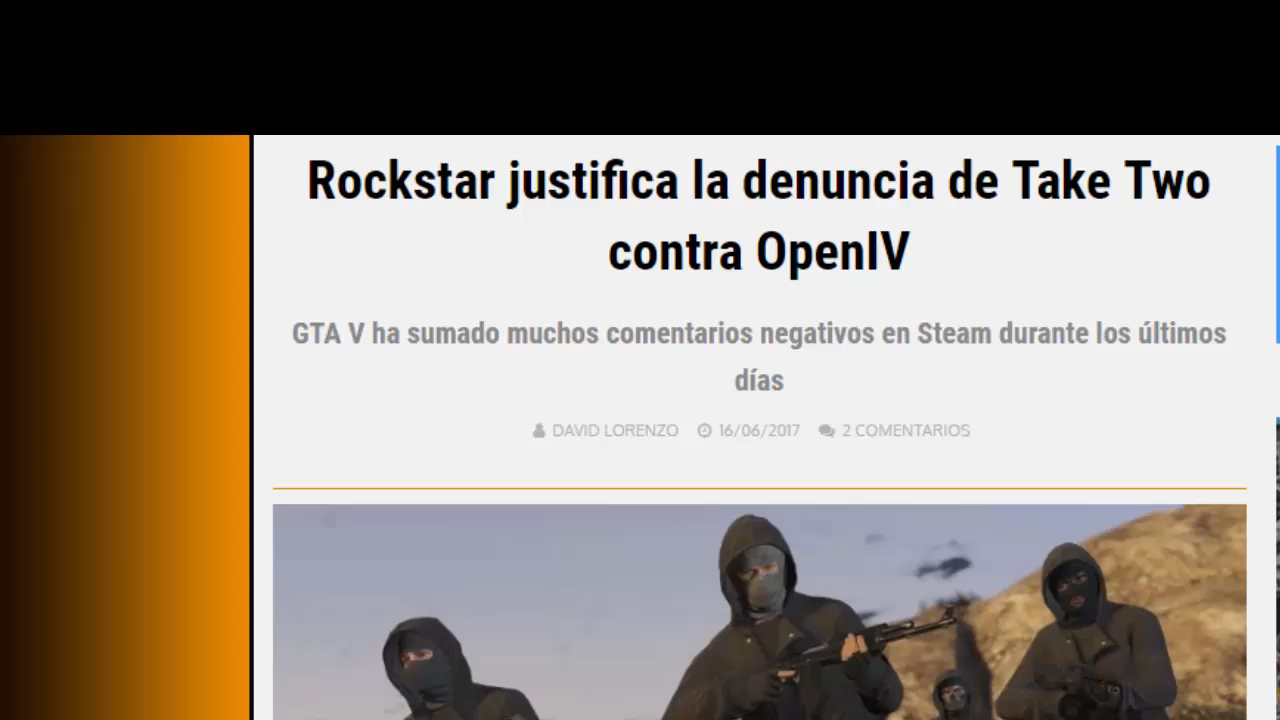 Rockstar justifica la denuncia de Take Two
contra OpenIV
GTA V ha sumado muchos comentarios negativos en Steam durante los últimos
días
DAVID LORENZO 16/06/2017 2 COMENTARIOS